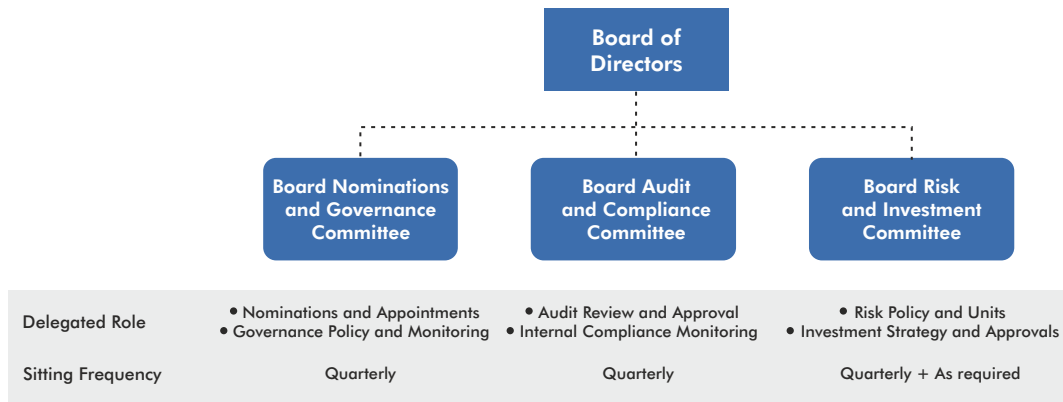 Board of
Directors
Board Nominations
and Governance
Committee
Board Audit
and Compliance
Committee
Board Risk
and Investment
Committee
Delegated Role
• Nominations and Appointments
• Governance Policy and Monitoring
• Audit Review and Approval
• Internal Compliance Monitoring
• Risk Policy and Units
• Investment Strategy and Approvals
Sitting Frequency
Quarterly
Quarterly
Quarterly + As required